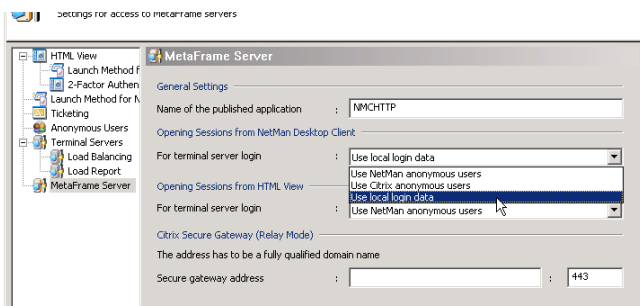 Settings for access to MetaFrame servers
HTML View
Launch Method f
2-Factor Authen
Launch Method for N
Ticketing
Anonymous Users
Terminal Servers
Load Balancing
Load Report
MetaFrame Server
MetaFrame Server
General Settings
Name of the published application : NMCHTTP
Opening Sessions from NetMan Desktop Client
For terminal server login : Use local login data
Use NetMan anonymous users
Use Citrix anonymous users
Use local login data
Opening Sessions from HTML View
For terminal server login : Use NetMan anonymous users
Citrix Secure Gateway (Relay Mode)
The address has to be a fully qualified domain name
Secure gateway address : : 443